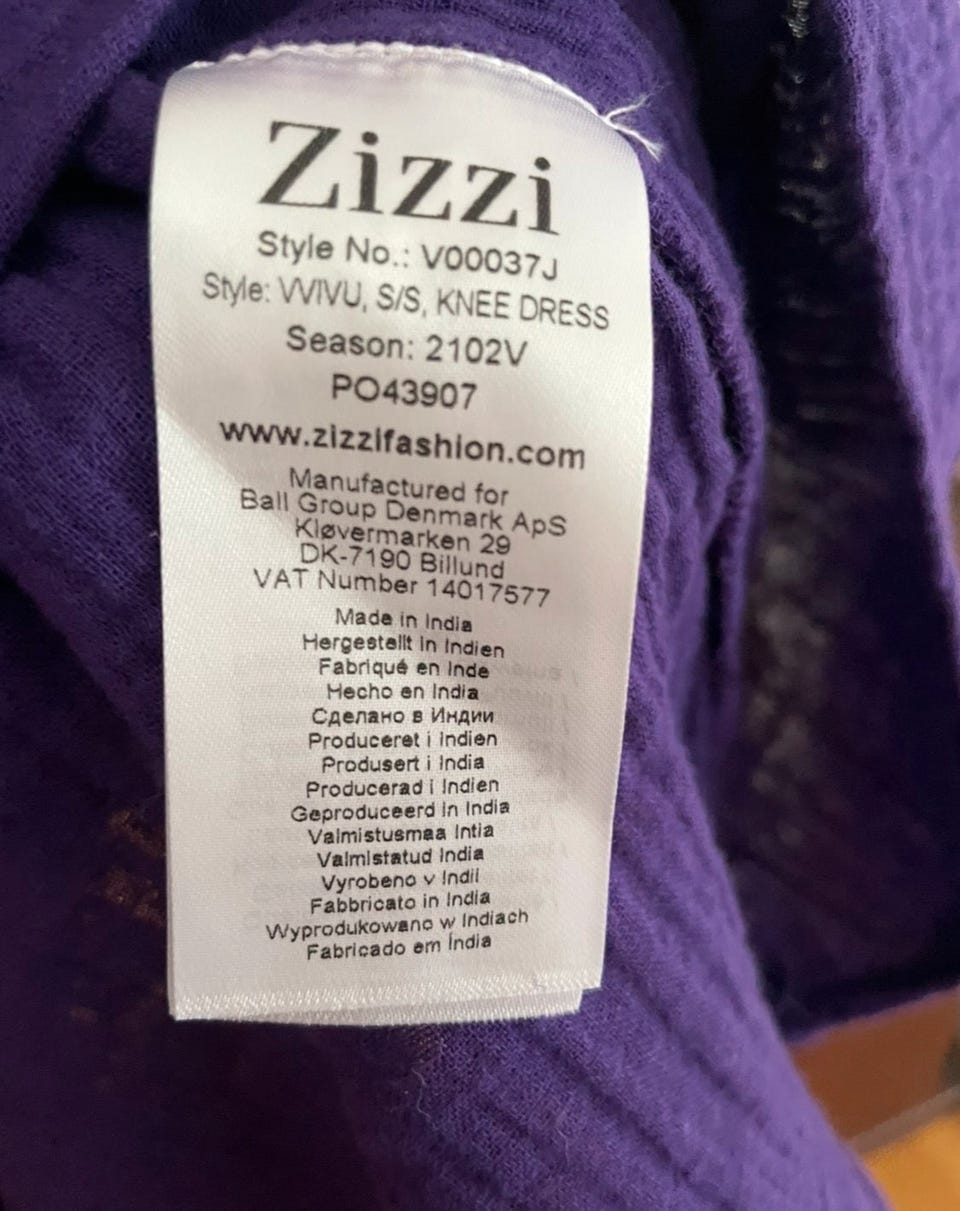 Zizzi
Style No.: V00037J
Style: VVIVU, S/S, KNEE DRESS
Season: 2102V
PO43907
www.zizzifashion.com
Manufactured for
Ball Group Denmark ApS
Kløvermarken 29
DK-7190 Billund
VAT Number 14017577
Made in India
Hergestellt in Indien
Fabriqué en Inde
Hecho en India
Сделано в Индии
Produceret i Indien
Produsert i India
Producerad i Indien
Geproduceerd in India
Valmistusmaa Intia
Valmistatud India
Vyrobeno v Indii
Fabbricato in India
Wyprodukowano w Indiach
Fabricado em Índia